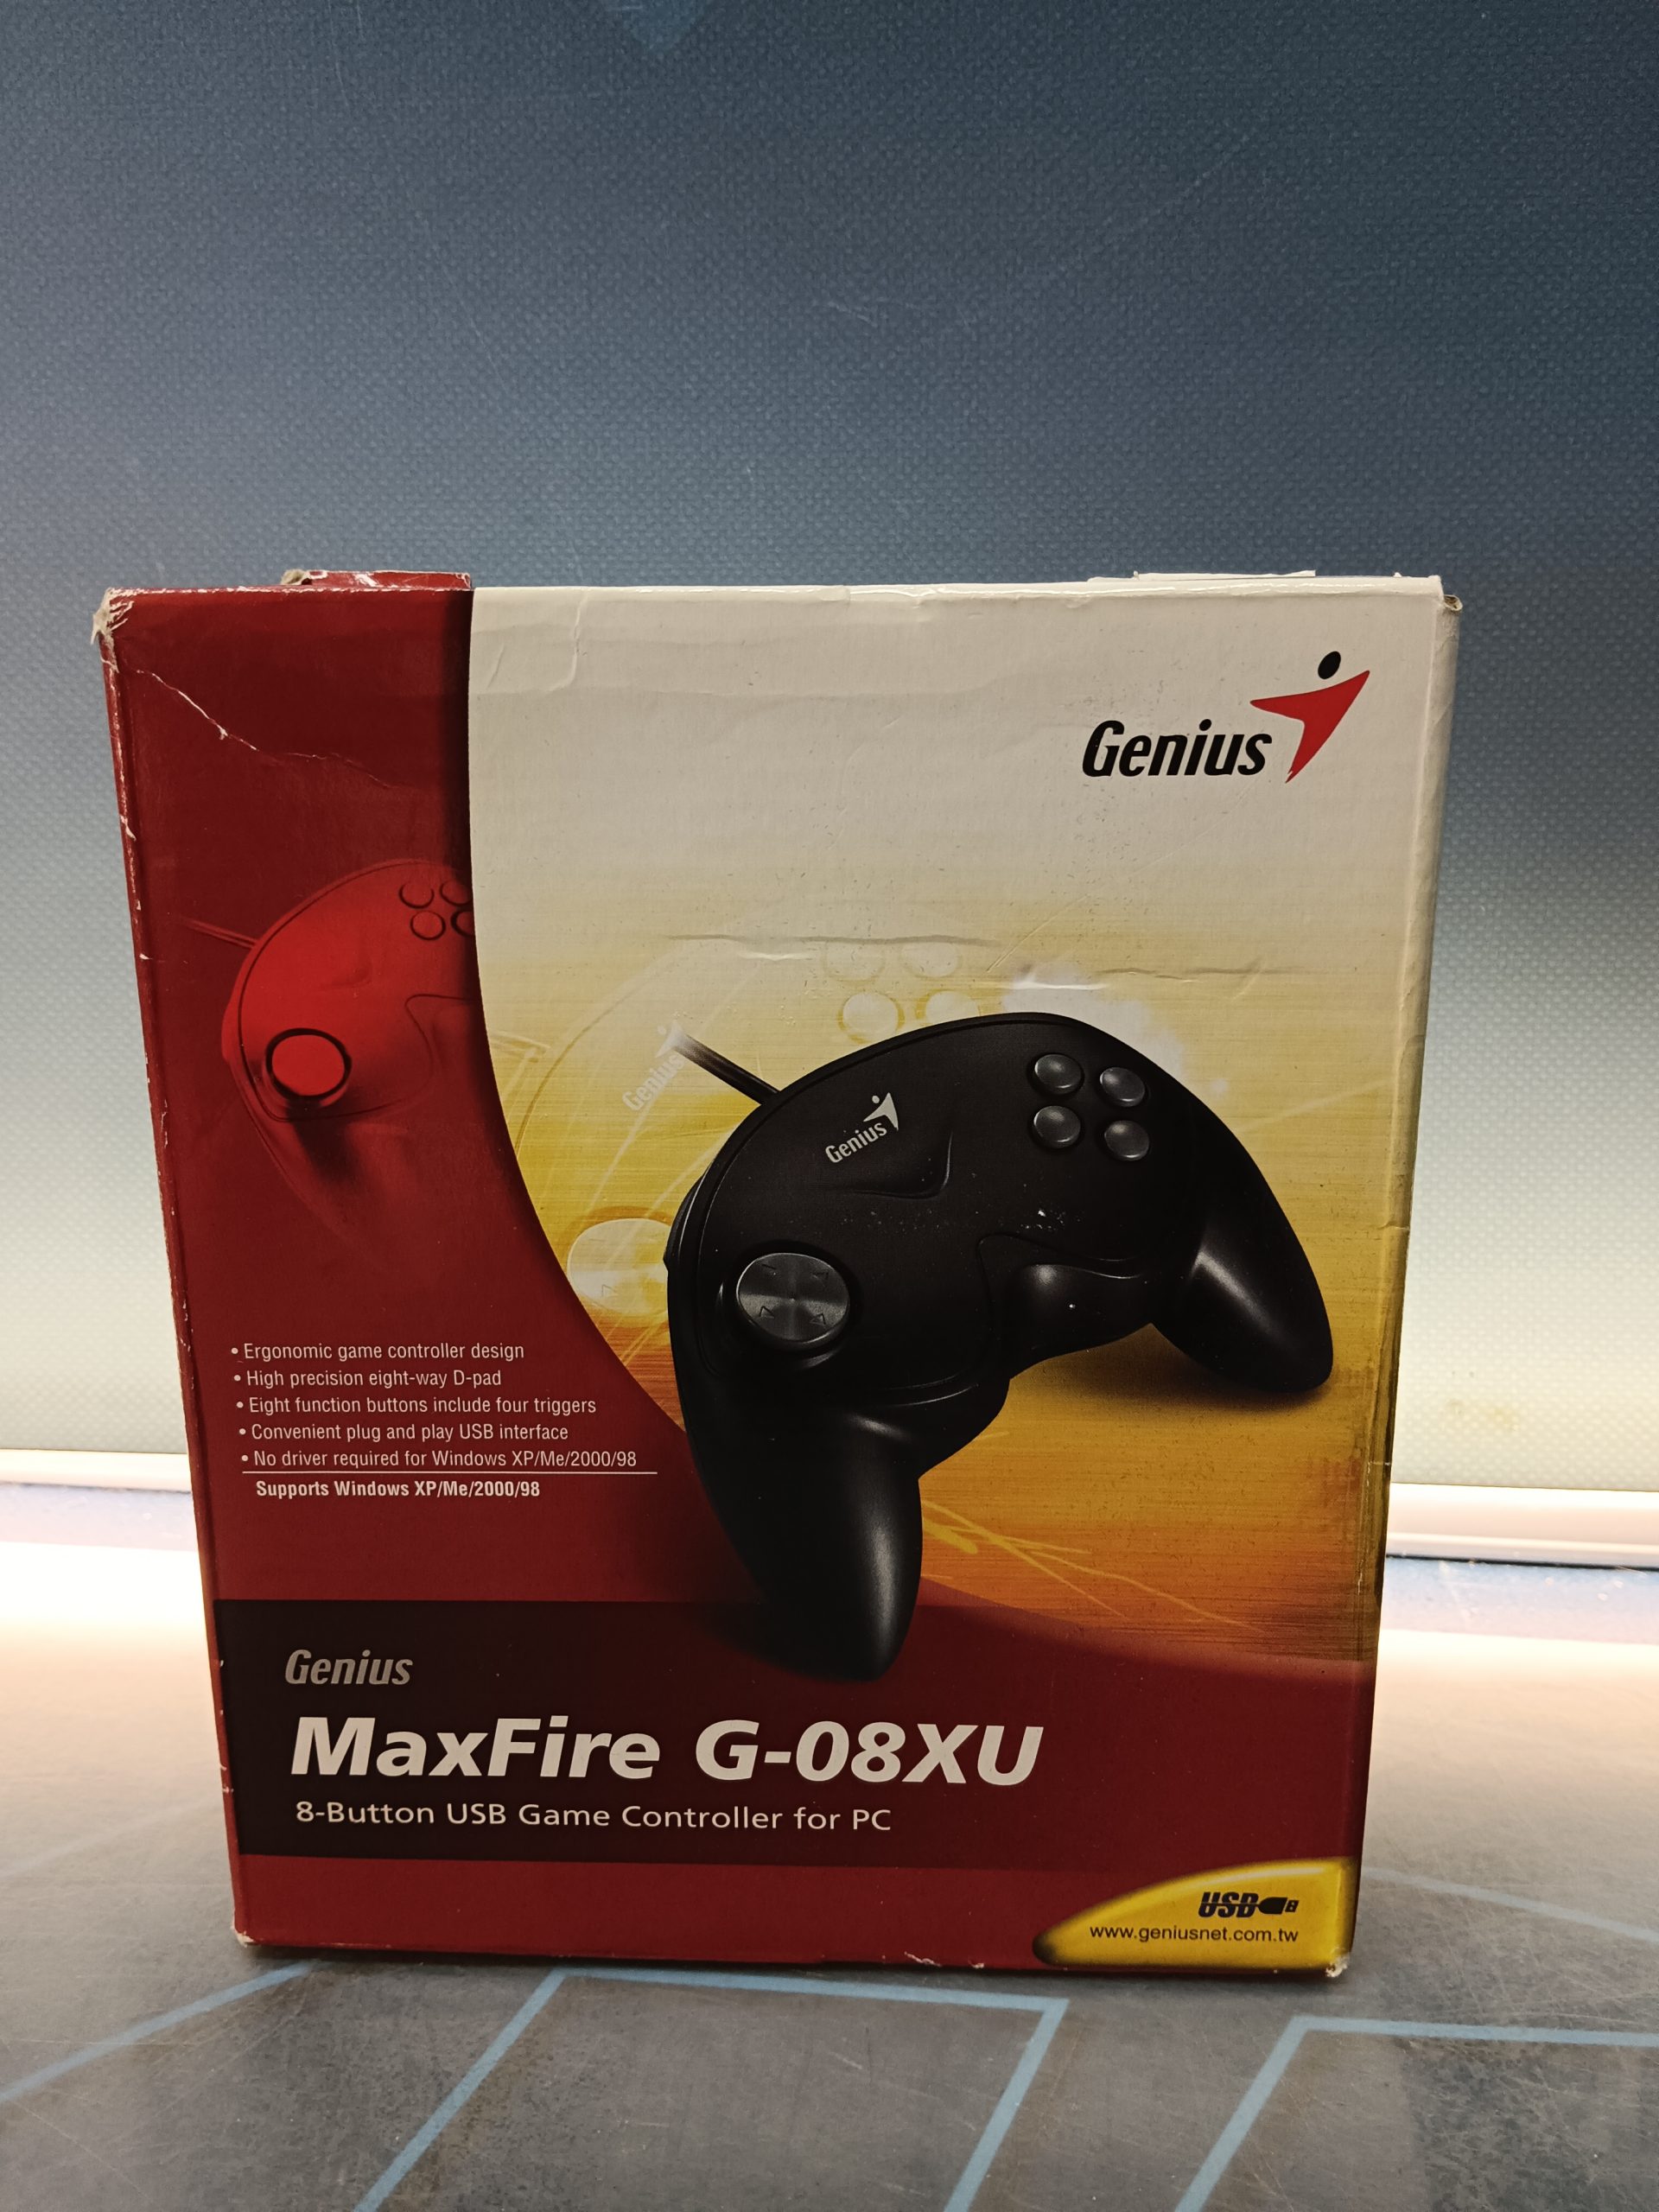 Genius
Genius
Genius
• Ergonomic game controller design
• High precision eight-way D-pad
• Eight function buttons include four triggers
• Convenient plug and play USB interface
• No driver required for Windows XP/Me/2000/98
Supports Windows XP/Me/2000/98
Genius
MaxFire G-08XU
8-Button USB Game Controller for PC
USB
www.geniusnet.com.tw